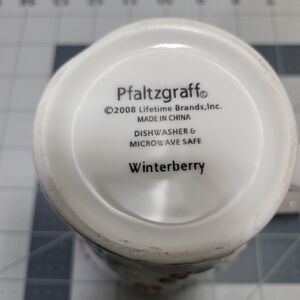 Pfaltzgraff®
©2008 Lifetime Brands,Inc.
MADE IN CHINA
DISHWASHER &
MICROWAVE SAFE
Winterberry